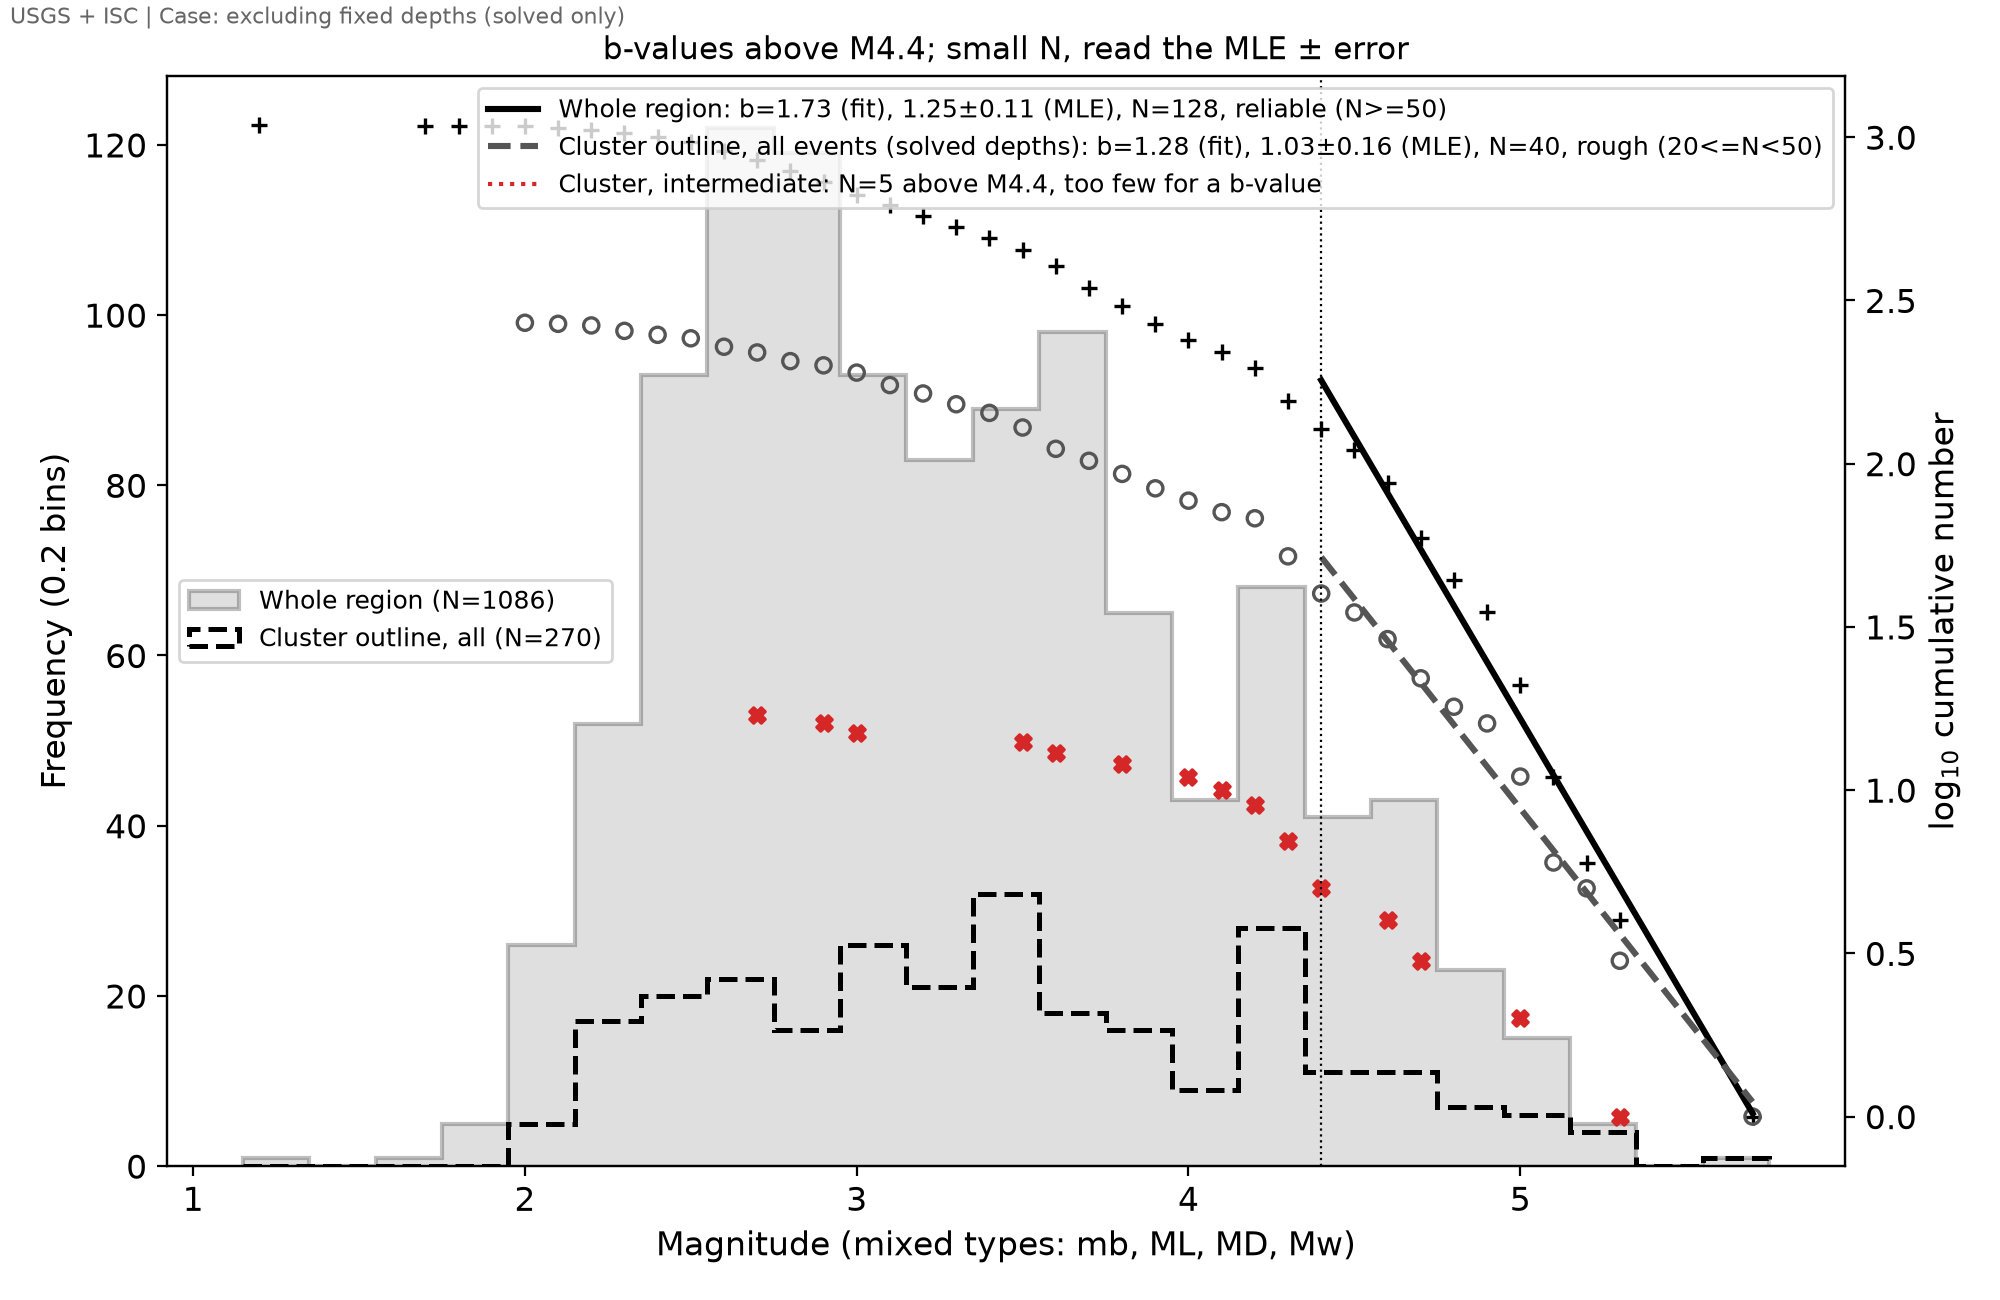 USGS + ISC | Case: excluding fixed depths (solved only)
b-values above M4.4; small N, read the MLE ± error
Whole region: b=1.73 (fit), 1.25±0.11 (MLE), N=128, reliable (N>=50)
Cluster outline, all events (solved depths): b=1.28 (fit), 1.03±0.16 (MLE), N=40, rough (20<=N<50)
Cluster, intermediate: N=5 above M4.4, too few for a b-value
Whole region (N=1086)
Cluster outline, all (N=270)
Frequency (0.2 bins)
120
100
80
60
40
20
0
3.0
2.5
2.0
1.5
1.0
0.5
0.0
log₁₀ cumulative number
1 2 3 4 5
Magnitude (mixed types: mb, ML, MD, Mw)